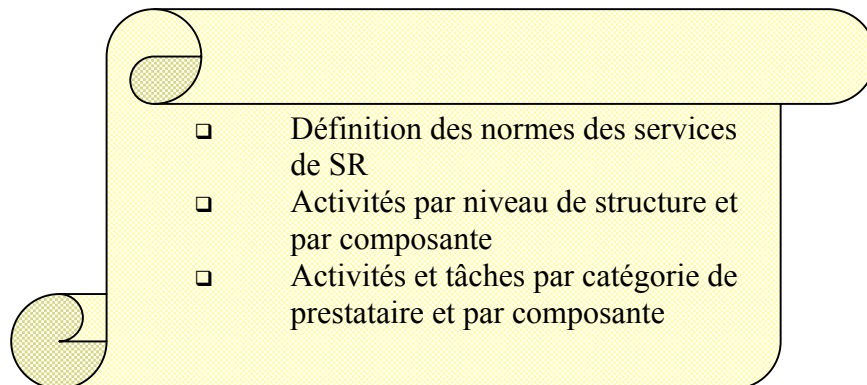 ❑ Définition des normes des services
de SR
❑ Activités par niveau de structure et
par composante
❑ Activités et tâches par catégorie de
prestataire et par composante